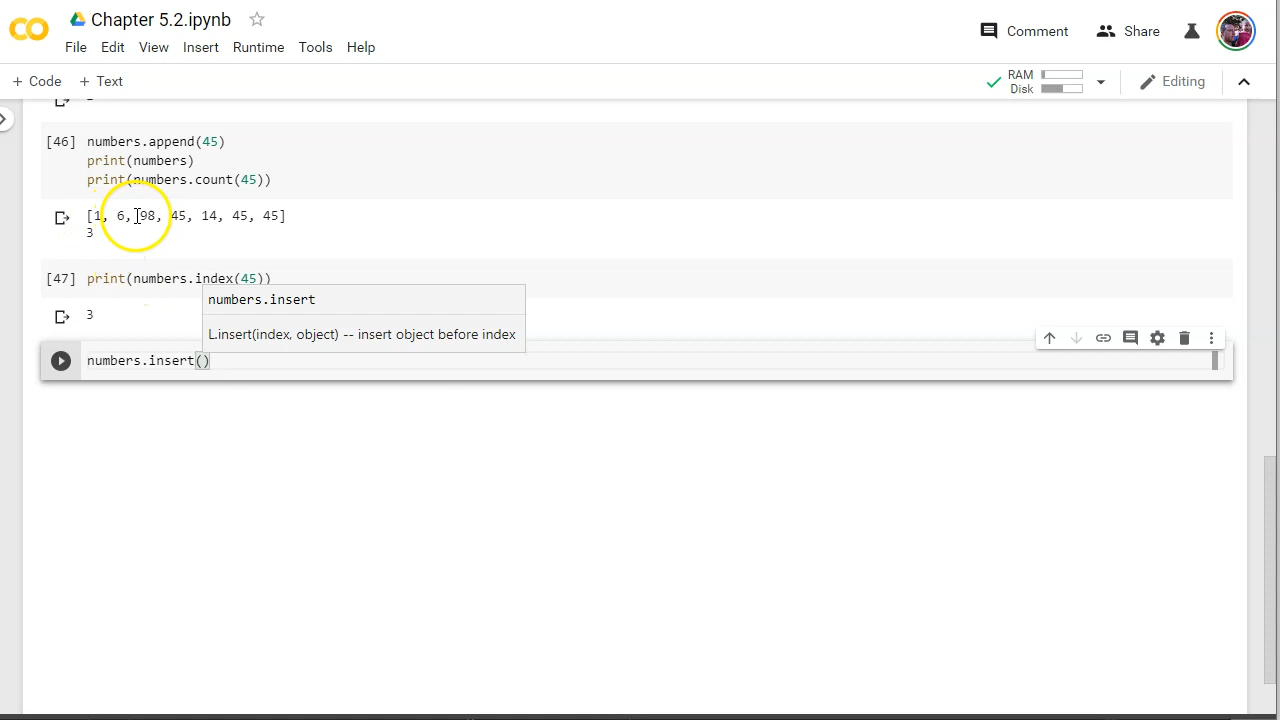 CO
Chapter 5.2.ipynb
File Edit View Insert Runtime Tools Help
Comment
Share
+ Code + Text
RAM
Disk
Editing
[46] numbers.append(45)
print(numbers)
print(numbers.count(45))
[1, 6, 98, 45, 14, 45, 45]
3
[47] print(numbers.index(45))
3
numbers.insert
L.insert(index, object) -- insert object before index
numbers.insert()